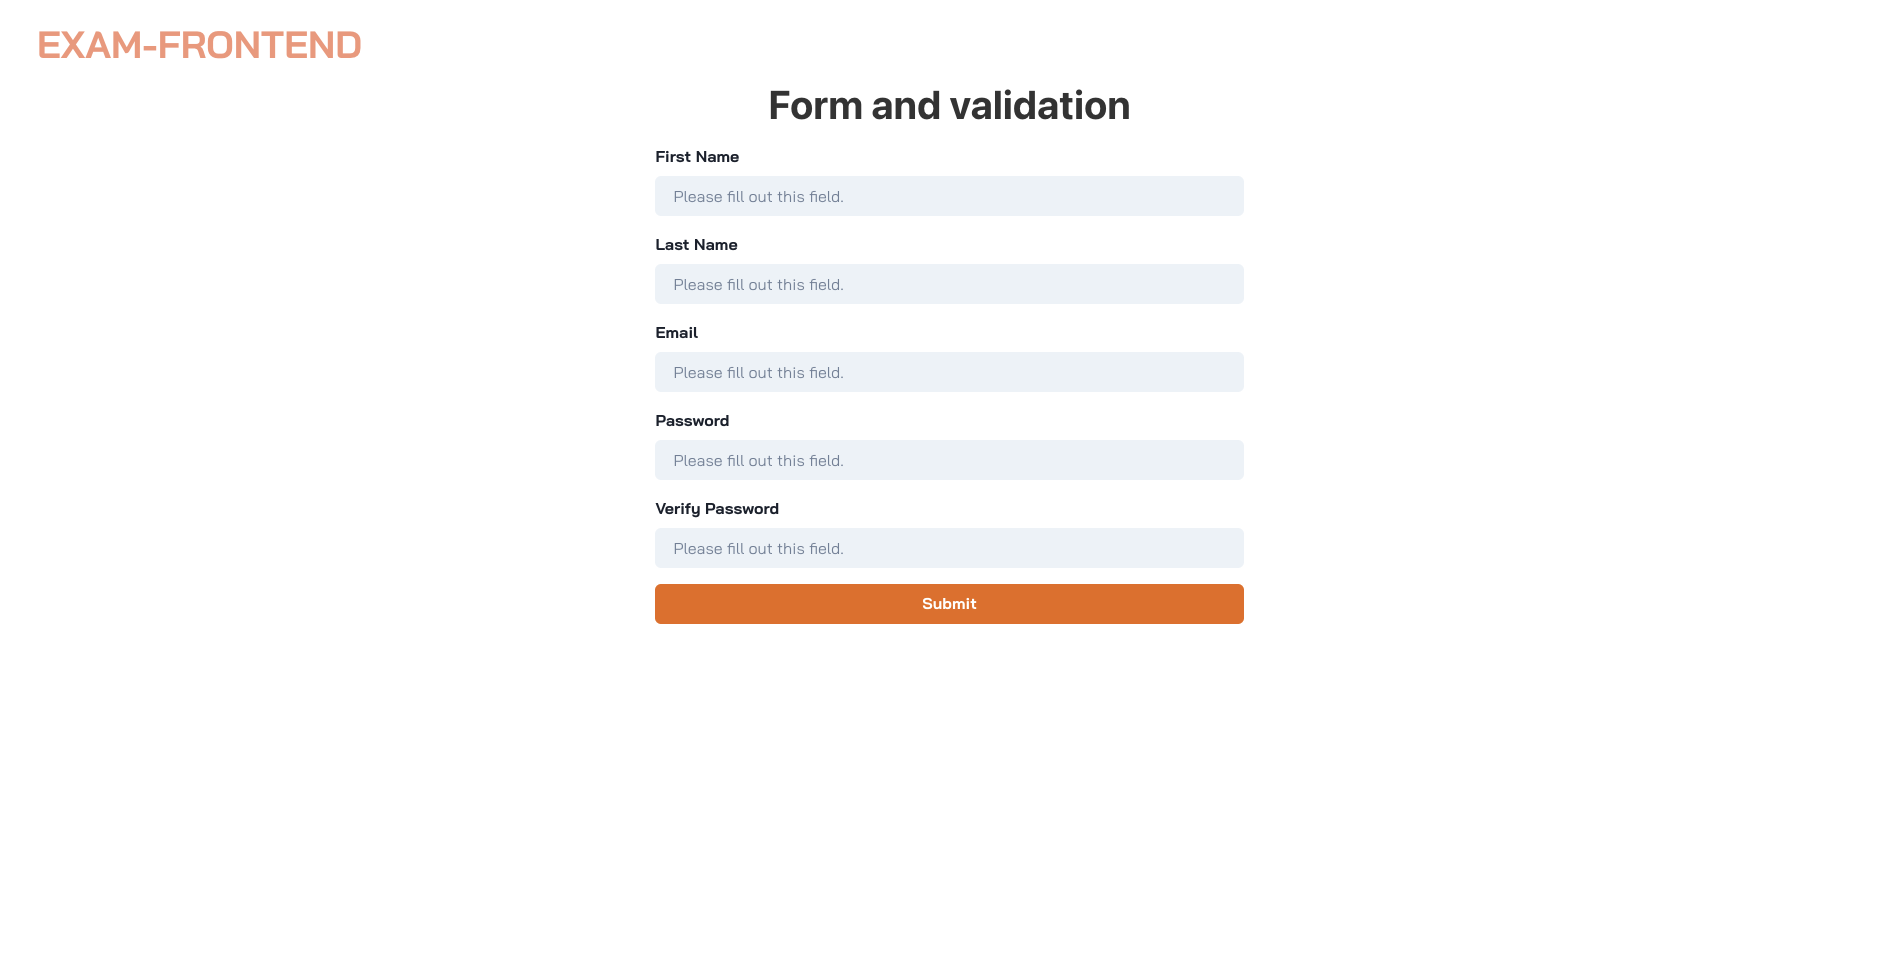 EXAM-FRONTEND
Form and validation
First Name
Please fill out this field.
Last Name
Please fill out this field.
Email
Please fill out this field.
Password
Please fill out this field.
Verify Password
Please fill out this field.
Submit